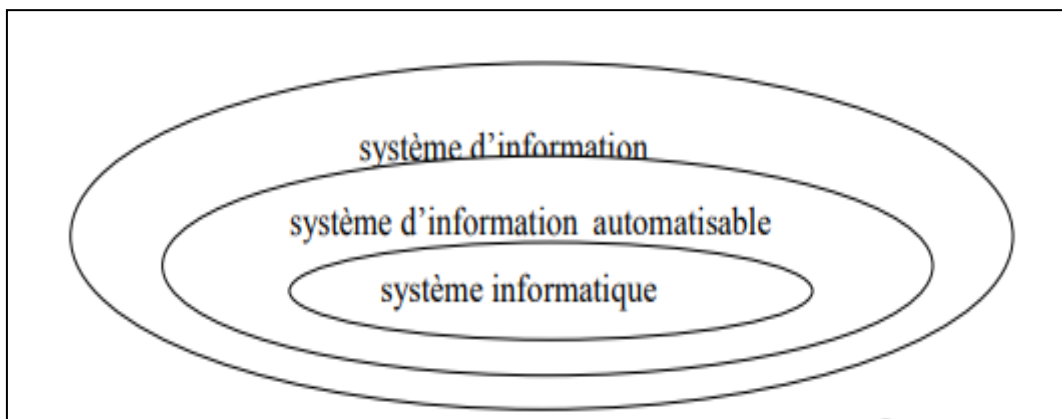 système d’information
système d’information automatisable
système informatique